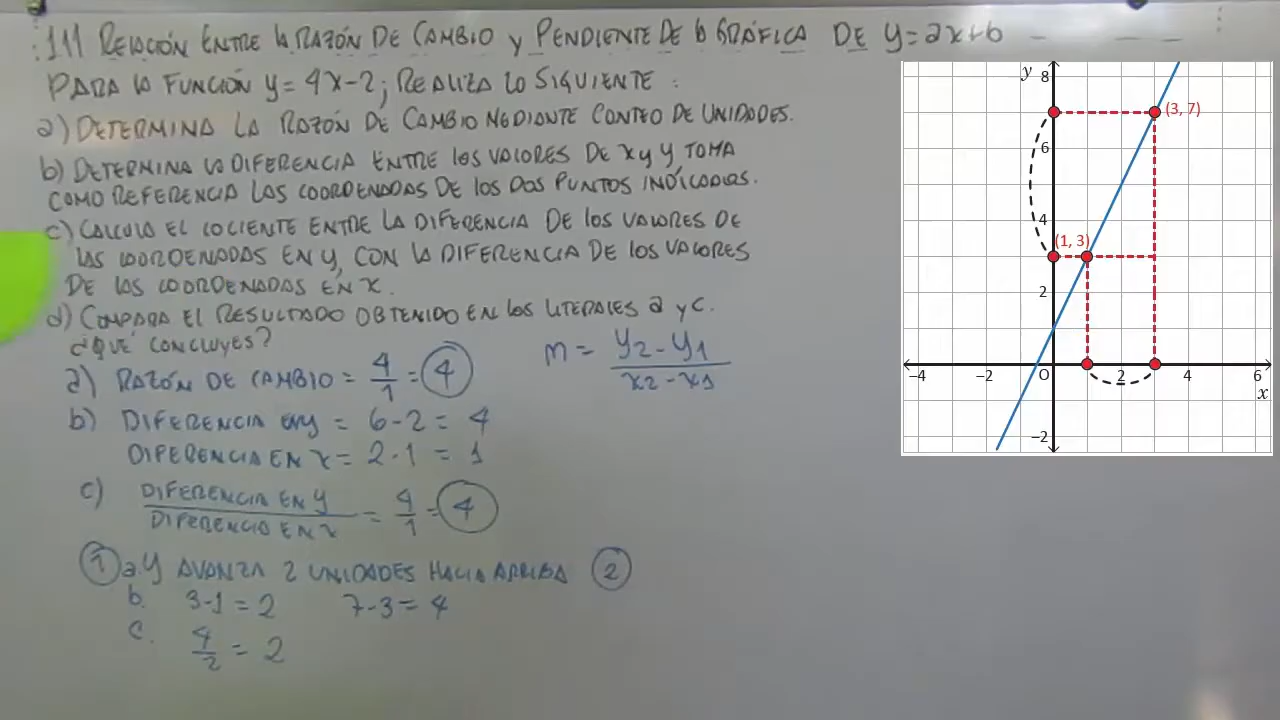 1.11 RELACIÓN ENTRE LA RAZÓN DE CAMBIO y PENDIENTE DE LA GRÁFICA DE y=ax+b
PARA LA FUNCIÓN y=4x-2; REALIZA LO SIGUIENTE:
a) DETERMINA LA RAZÓN DE CAMBIO MEDIANTE CONTEO DE UNIDADES.
b) DETERMINA LA DIFERENCIA ENTRE LOS VALORES DE x y y TOMA
COMO REFERENCIA LAS COORDENADAS DE LOS DOS PUNTOS INDICADOS.
c) CALCULA EL COCIENTE ENTRE LA DIFERENCIA DE LOS VALORES DE
LAS COORDENADAS EN y, CON LA DIFERENCIA DE LOS VALORES
DE LAS COORDENADAS EN x.
d) COMPARA EL RESULTADO OBTENIDO EN LOS LITERALES a y c.
¿QUÉ CONCLUYES?
m = y2-y1 / x2-x1
a) RAZÓN DE CAMBIO = 4/1 = 4
b) DIFERENCIA EN y = 6-2 = 4
DIFERENCIA EN x = 2-1 = 1
c) DIFERENCIA EN y / DIFERENCIA EN x = 4/1 = 4
1 a. y AVANZA 2 UNIDADES HACIA ARRIBA 2
b. 3-1=2 7-3=4
c. 4/2 = 2
y 8
(3, 7)
6
4
(1, 3)
2
−4 −2 O 2 4 6
x
−2